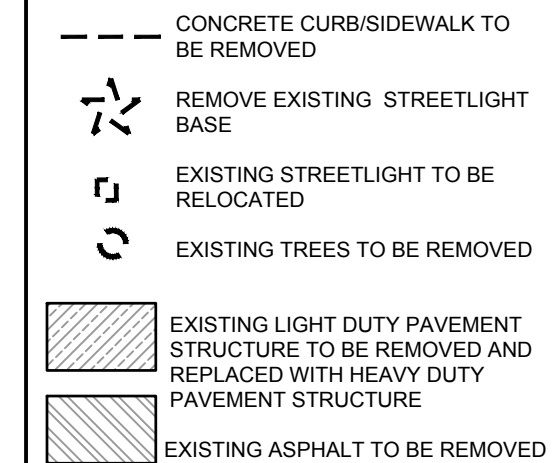 CONCRETE CURB/SIDEWALK TO
BE REMOVED
REMOVE EXISTING STREETLIGHT
BASE
EXISTING STREETLIGHT TO BE
RELOCATED
EXISTING TREES TO BE REMOVED
EXISTING LIGHT DUTY PAVEMENT
STRUCTURE TO BE REMOVED AND
REPLACED WITH HEAVY DUTY
PAVEMENT STRUCTURE
EXISTING ASPHALT TO BE REMOVED